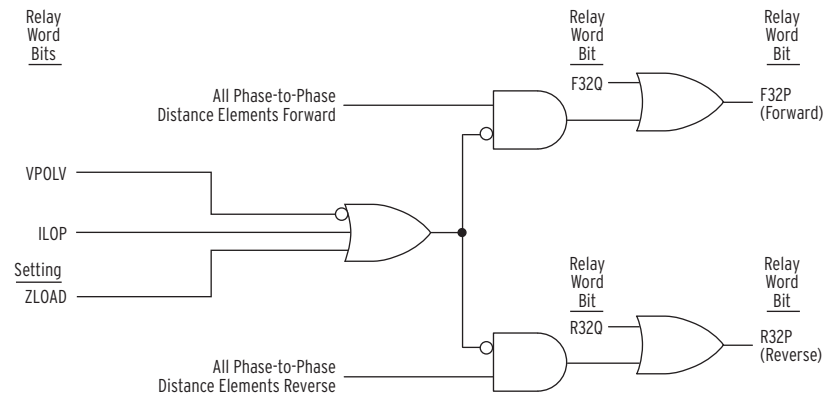 Relay
Word
Bits
Relay
Word
Bit
Relay
Word
Bit
F32Q
All Phase-to-Phase
Distance Elements Forward
F32P
(Forward)
VPOLV
ILOP
Setting
ZLOAD
Relay
Word
Bit
Relay
Word
Bit
R32Q
R32P
(Reverse)
All Phase-to-Phase
Distance Elements Reverse